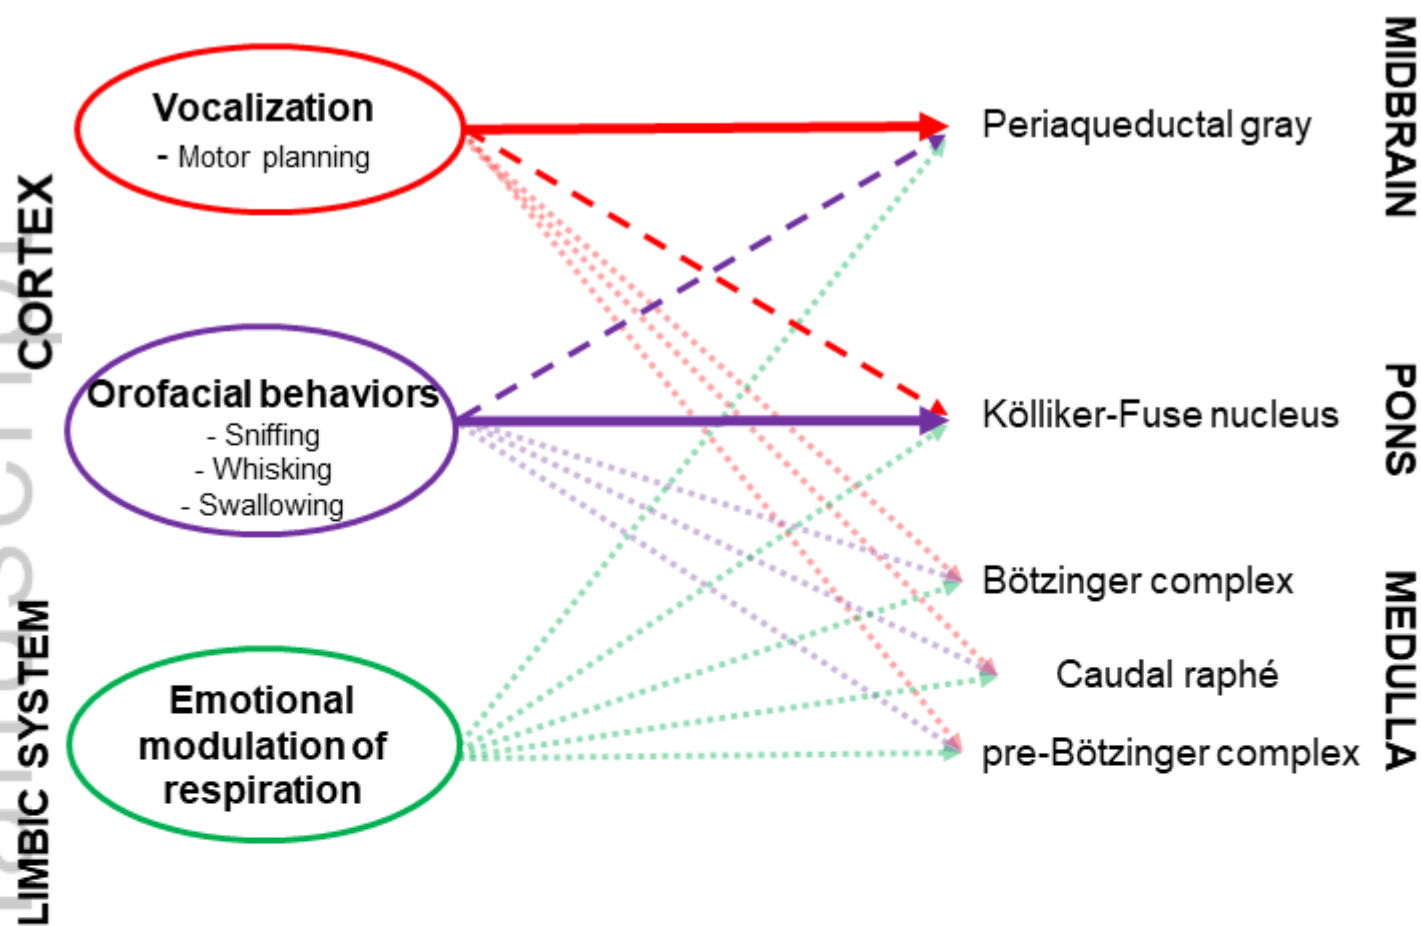 CORTEX
LIMBIC SYSTEM
Vocalization
- Motor planning
Orofacial behaviors
- Sniffing
- Whisking
- Swallowing
Emotional
modulation of
respiration
Periaqueductal gray
Kölliker-Fuse nucleus
Bötzinger complex
Caudal raphé
pre-Bötzinger complex
MIDBRAIN
PONS
MEDULLA